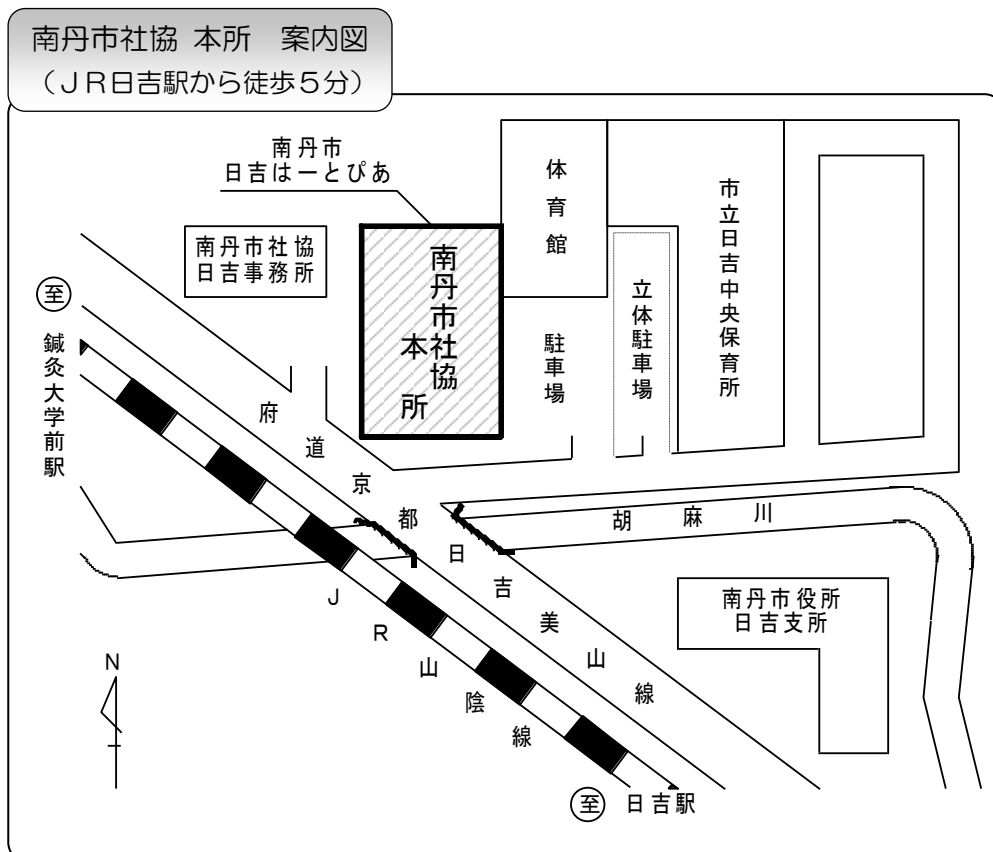 南丹市社協 本所　案内図
（ＪＲ日吉駅から徒歩５分）
南丹市
日吉はーとぴあ
南丹市社協
日吉事務所
南丹市社協
本所
体育館
駐車場
立体駐車場
市立日吉中央保育所
至
鍼灸大学前駅
府道京都日吉美山線
胡麻川
ＪＲ山陰線
南丹市役所
日吉支所
N
至 日吉駅